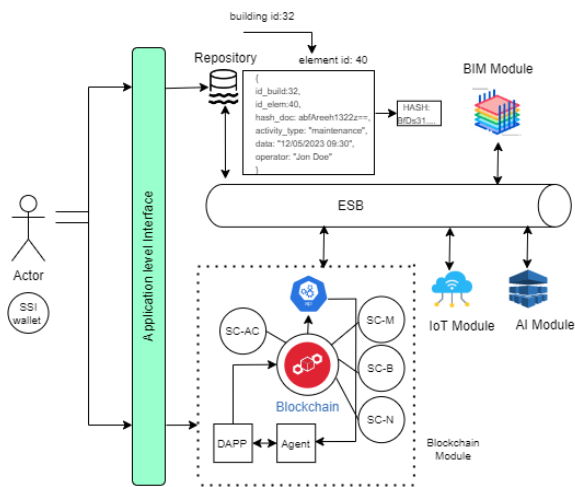 building id:32
Repository
element id: 40
BIM Module
{
id_build:32,
id_elem:40,
hash_doc: abfAreeh1322z==,
activity_type: "maintenance",
data: "12/05/2023 09:30",
operator: "Jon Doe"
}
HASH:
BfDs31....
ESB
Application level Interface
Actor
SSI
wallet
api
IoT Module
AI Module
SC-AC
SC-M
SC-B
SC-N
Blockchain
DAPP
Agent
Blockchain
Module